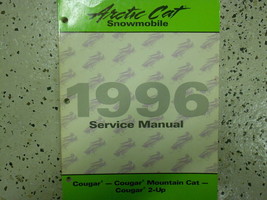 Arctic Cat
Snowmobile
1996
Service Manual
Cougar® — Cougar® Mountain Cat —
Cougar® 2-Up